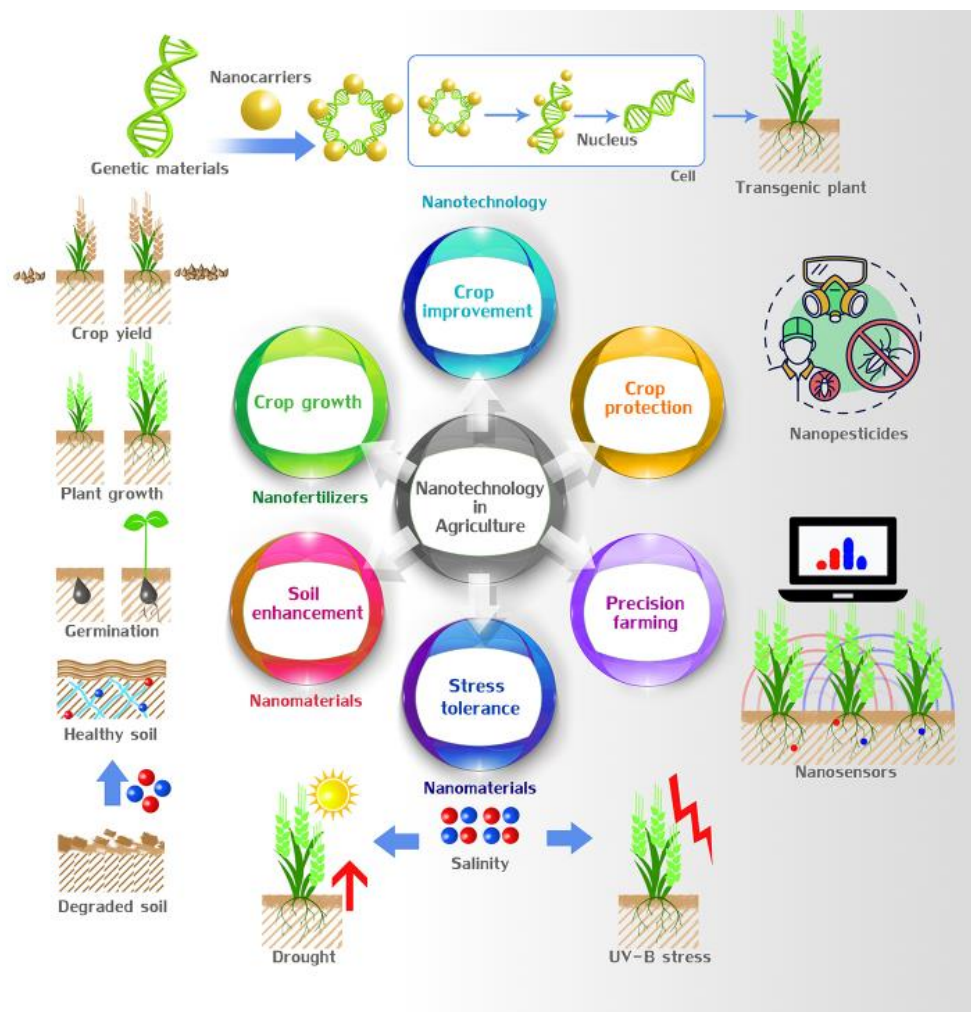 Nanocarriers
Genetic materials
Nucleus
Cell
Transgenic plant
Nanotechnology
Crop
improvement
Crop yield
Crop growth
Crop
protection
Nanopesticides
Plant growth
Nanofertilizers
Nanotechnology
in
Agriculture
Germination
Soil
enhancement
Precision
farming
Nanomaterials
Stress
tolerance
Healthy soil
Nanosensors
Nanomaterials
Salinity
Degraded soil
Drought
UV-B stress